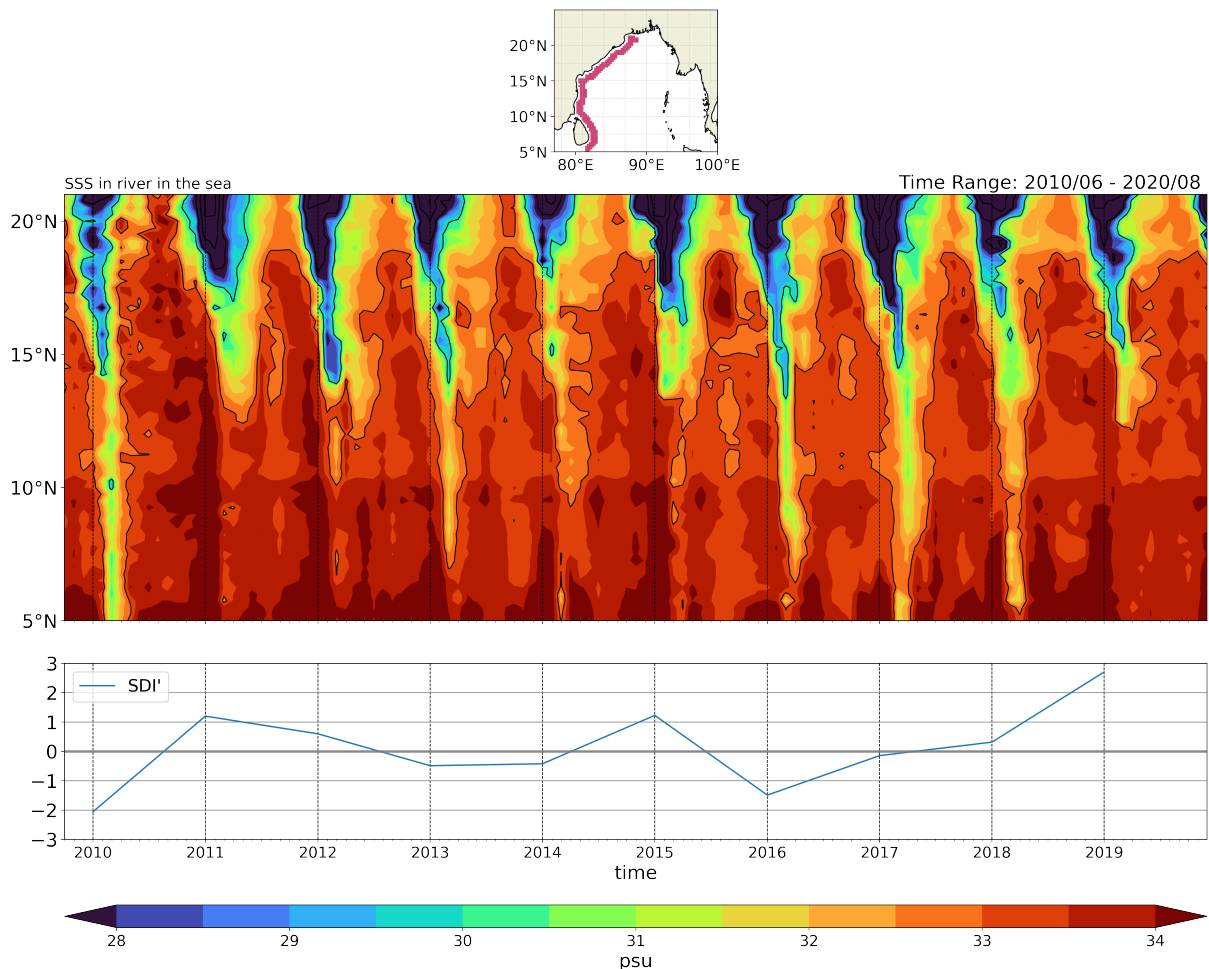 20°N
15°N
10°N
5°N
80°E 90°E 100°E
SSS in river in the sea
Time Range: 2010/06 - 2020/08
20°N
15°N
10°N
5°N
3
SDI'
2
1
0
−1
−2
−3
2010 2011 2012 2013 2014 2015 2016 2017 2018 2019
time
28 29 30 31 32 33 34
psu